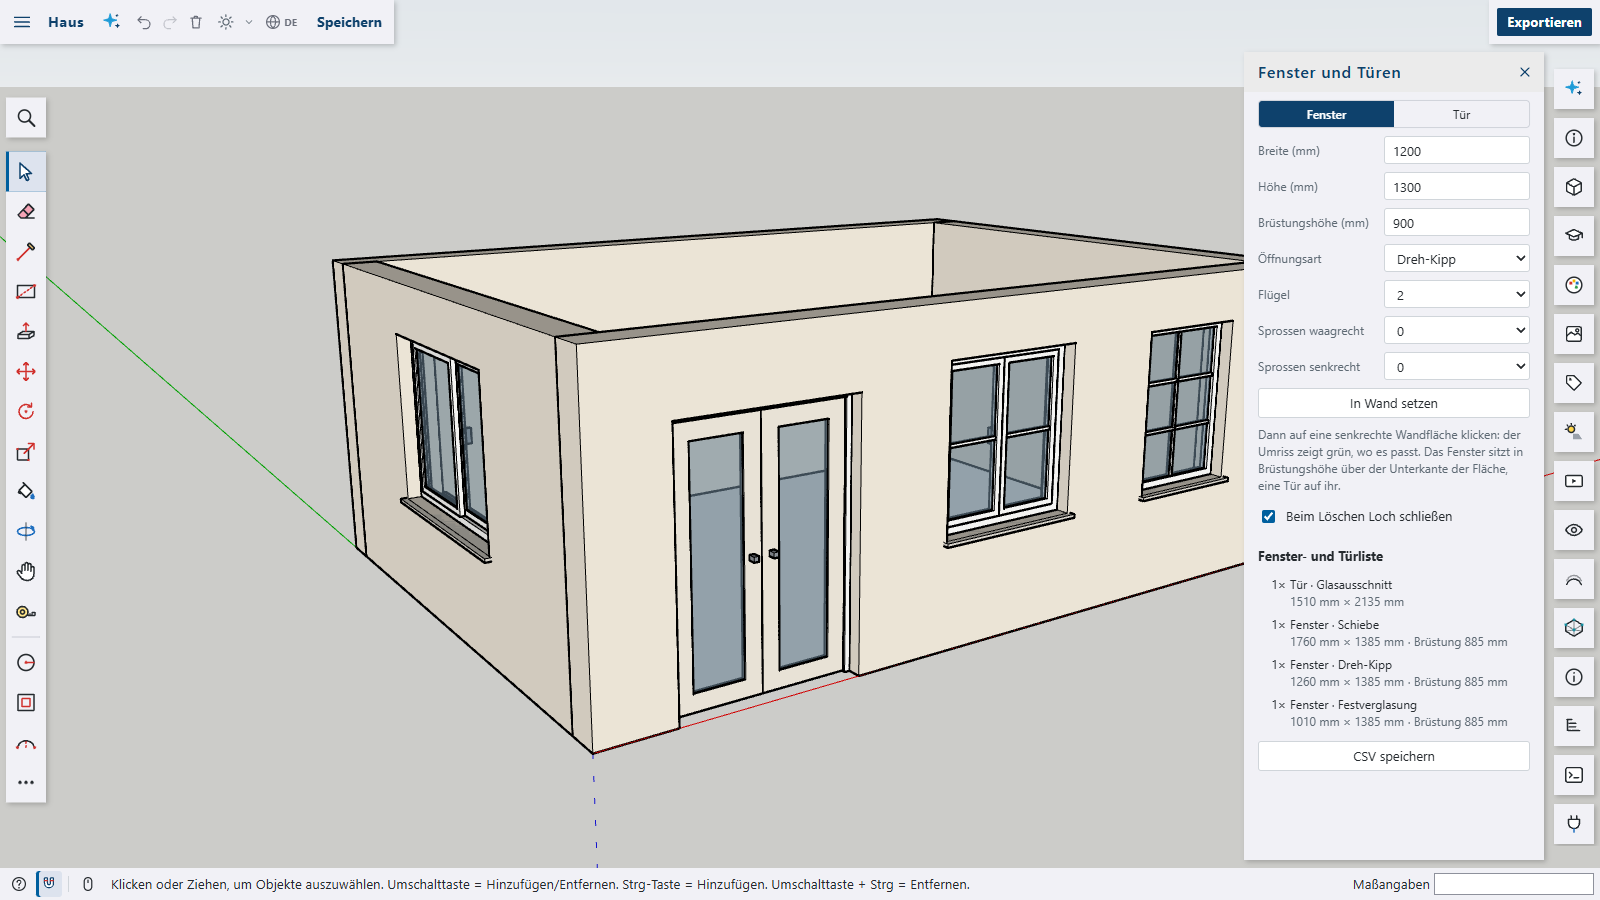 Haus
DE
Speichern
Exportieren
Fenster und Türen
Fenster
Tür
Breite (mm)
1200
Höhe (mm)
1300
Brüstungshöhe (mm)
900
Öffnungsart
Dreh-Kipp
Flügel
2
Sprossen waagrecht
0
Sprossen senkrecht
0
In Wand setzen
Dann auf eine senkrechte Wandfläche klicken: der
Umriss zeigt grün, wo es passt. Das Fenster sitzt in
Brüstungshöhe über der Unterkante der Fläche,
eine Tür auf ihr.
Beim Löschen Loch schließen
Fenster- und Türliste
1× Tür · Glasausschnitt
1510 mm × 2135 mm
1× Fenster · Schiebe
1760 mm × 1385 mm · Brüstung 885 mm
1× Fenster · Dreh-Kipp
1260 mm × 1385 mm · Brüstung 885 mm
1× Fenster · Festverglasung
1010 mm × 1385 mm · Brüstung 885 mm
CSV speichern
Klicken oder Ziehen, um Objekte auszuwählen. Umschalttaste = Hinzufügen/Entfernen. Strg-Taste = Hinzufügen. Umschalttaste + Strg = Entfernen.
Maßangaben